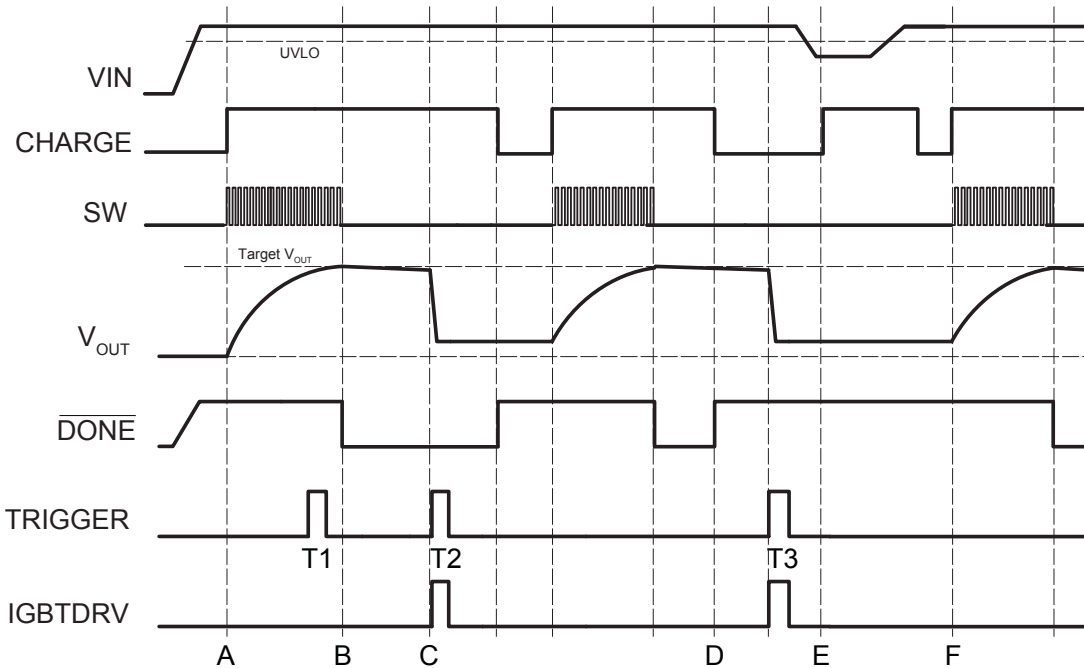 UVLO
VIN
CHARGE
SW
Target VOUT
VOUT
DONE
TRIGGER
T1 T2 T3
IGBTDRV
A B C D E F